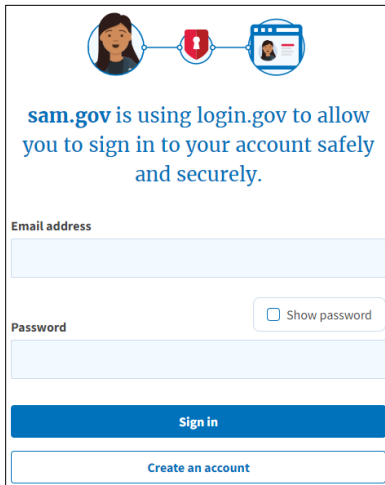 sam.gov is using login.gov to allow
you to sign in to your account safely
and securely.
Email address
Show password
Password
Sign in
Create an account